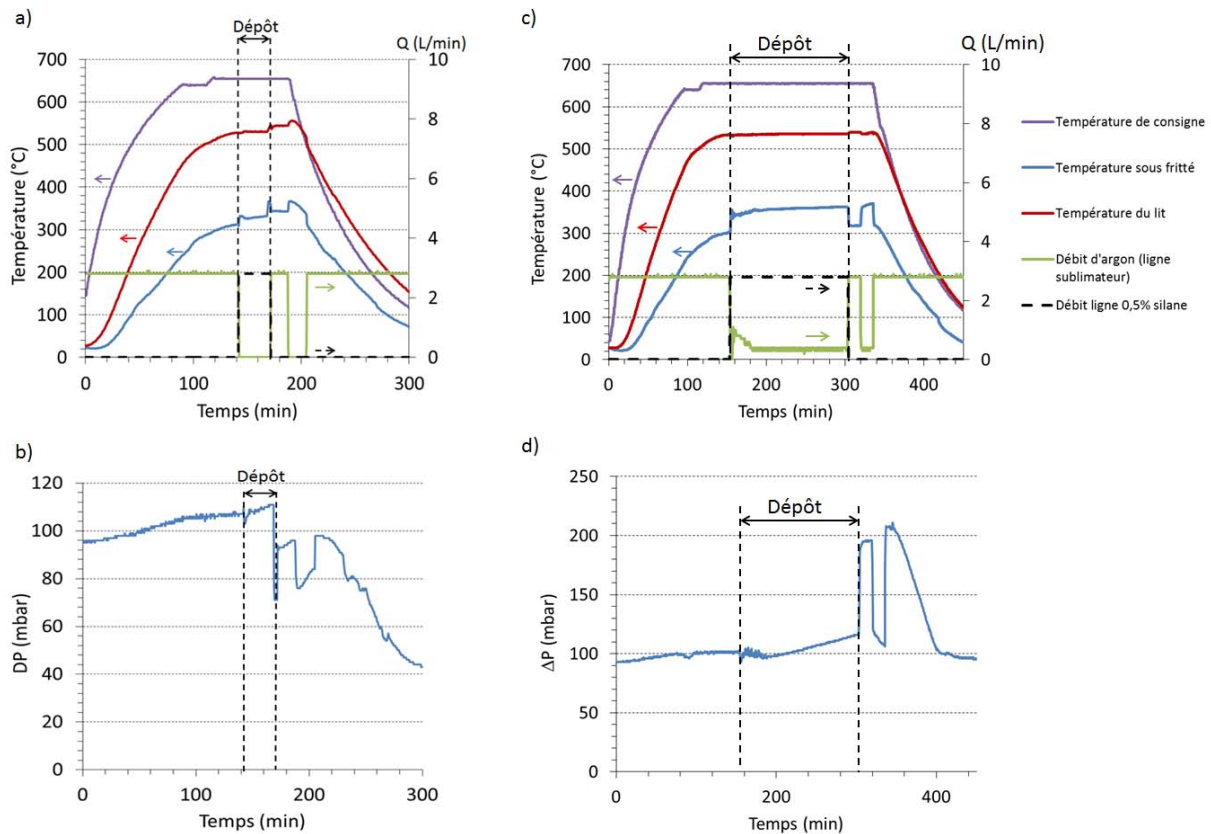 a)
Dépôt
Q (L/min)
Température (°C)
700
600
500
400
300
200
100
0
10
8
6
4
2
0
0
100
200
300
Temps (min)
c)
Dépôt
Q (L/min)
Température (°C)
700
600
500
400
300
200
100
0
10
8
6
4
2
0
0
100
200
300
400
Temps (min)
Température de consigne
Température sous fritté
Température du lit
Débit d'argon (ligne
sublimateur)
Débit ligne 0,5% silane
b)
Dépôt
DP (mbar)
120
100
80
60
40
20
0
0
100
200
300
Temps (min)
d)
Dépôt
ΔP (mbar)
250
200
150
100
50
0
0
200
400
Temps (min)